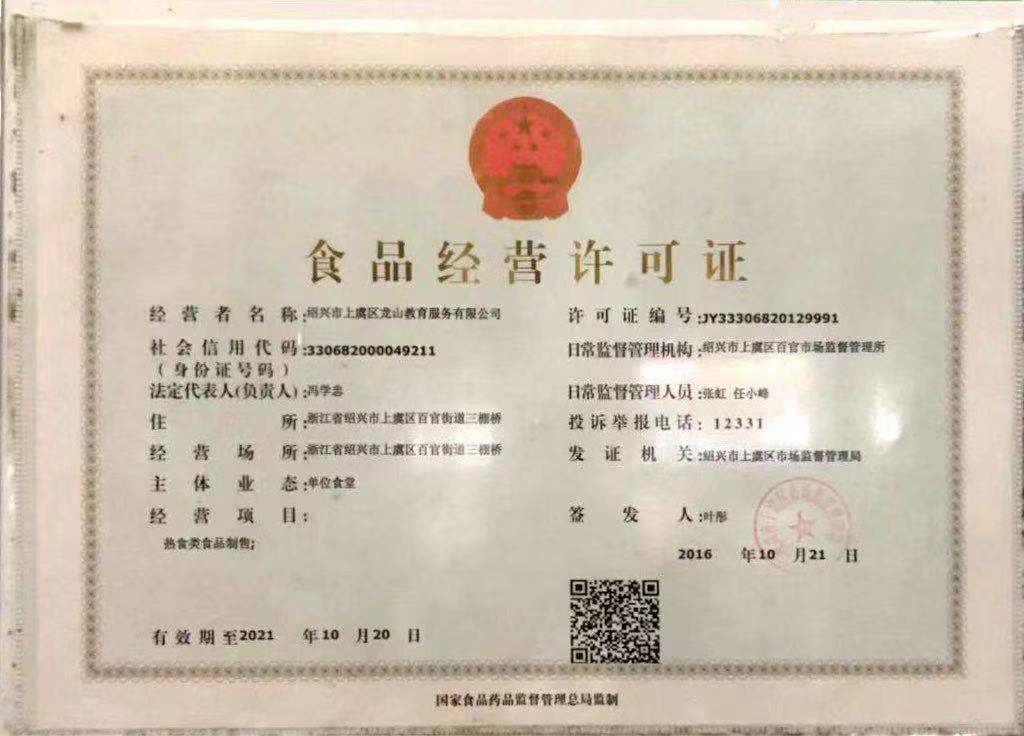 食品经营许可证
经营者名称:绍兴市上虞区龙山教育服务有限公司
社会信用代码:330682000049211
(身份证号码)
法定代表人(负责人):冯学忠
住所:浙江省绍兴市上虞区百官街道三棚桥
经营场所:浙江省绍兴市上虞区百官街道三棚桥
主体业态:单位食堂
经营项目:
热食类食品制售;
有效期至2021年10月20日
许可证编号:JY33306820129991
日常监督管理机构:绍兴市上虞区百官市场监督管理所
日常监督管理人员:张虹 任小峰
投诉举报电话:12331
发证机关:绍兴市上虞区市场监督管理局
签发人:叶彤
2016年10月21日
国家食品药品监督管理总局监制